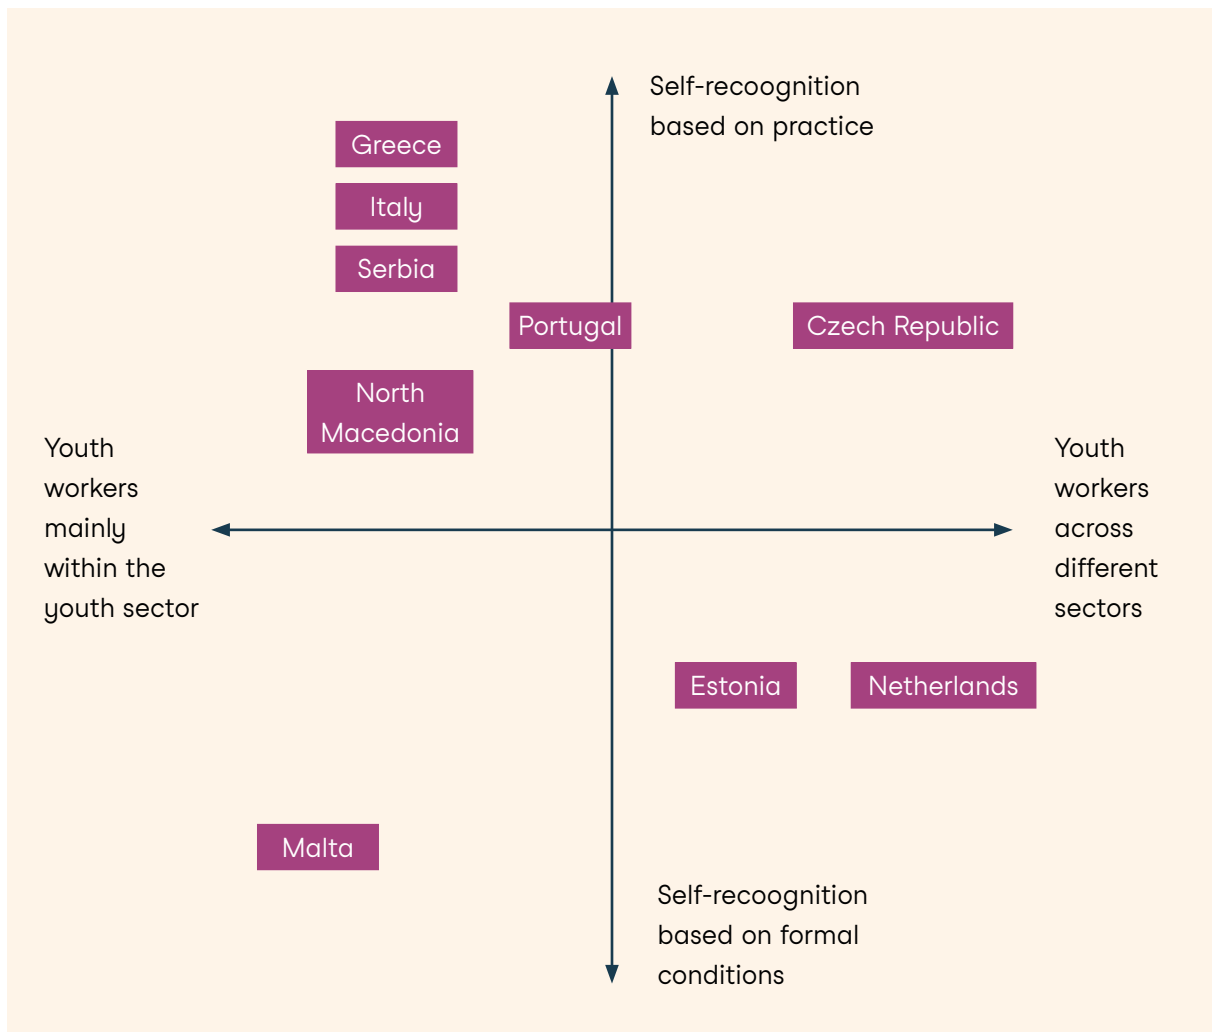 Self-recoognition
based on practice
Greece
Italy
Serbia
Portugal
Czech Republic
North
Macedonia
Youth
workers
mainly
within the
youth sector
Youth
workers
across
different
sectors
Estonia
Netherlands
Malta
Self-recoognition
based on formal
conditions